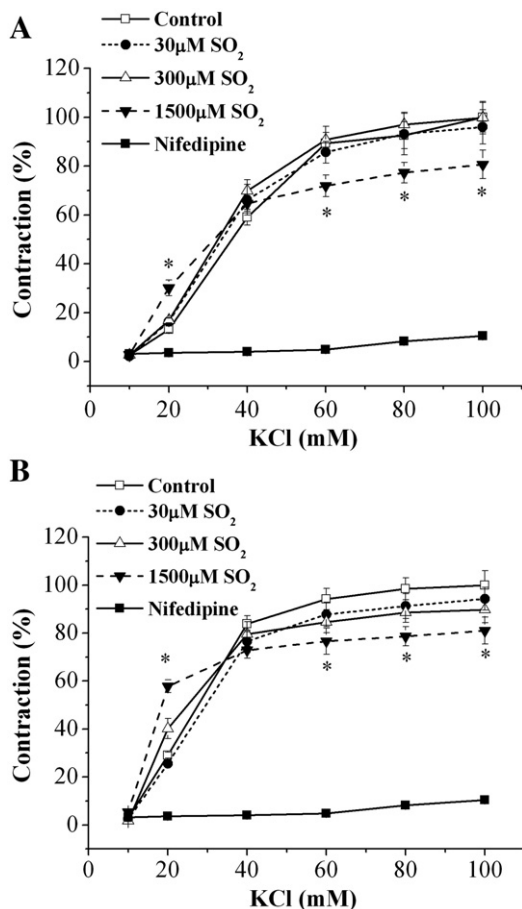 A
Control
30μM SO₂
300μM SO₂
1500μM SO₂
Nifedipine
120
100
80
60
40
20
0
Contraction (%)
*
*
*
*
0 20 40 60 80 100
KCl (mM)
B
Control
30μM SO₂
300μM SO₂
1500μM SO₂
Nifedipine
120
100
80
60
40
20
0
Contraction (%)
*
*
*
*
0 20 40 60 80 100
KCl (mM)